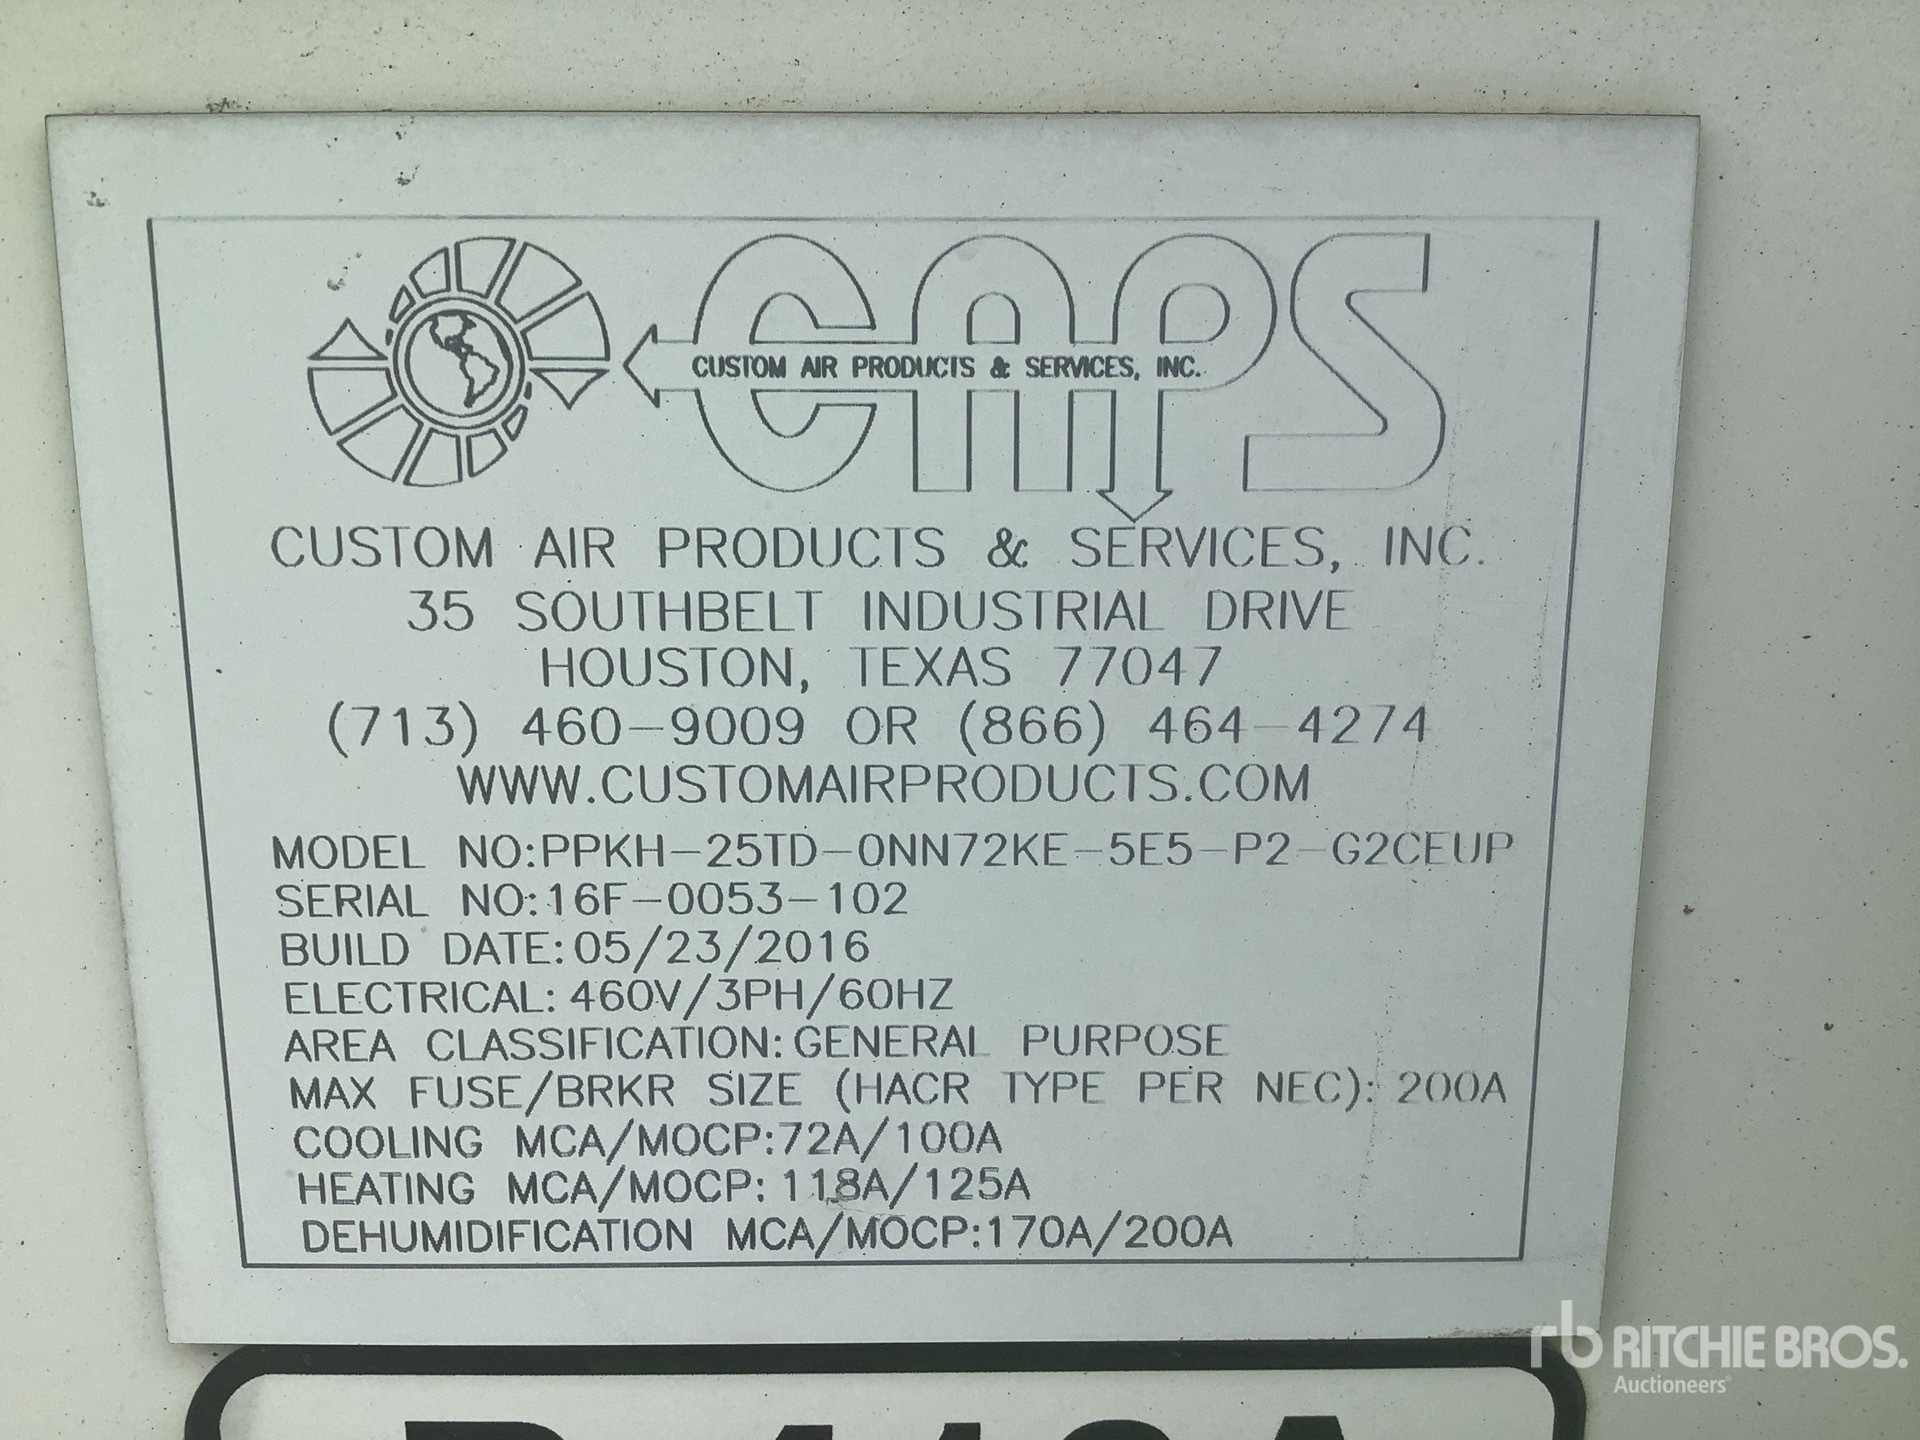 CAPS
CUSTOM AIR PRODUCTS & SERVICES, INC.
CUSTOM AIR PRODUCTS & SERVICES, INC.
35 SOUTHBELT INDUSTRIAL DRIVE
HOUSTON, TEXAS 77047
(713) 460-9009 OR (866) 464-4274
WWW.CUSTOMAIRPRODUCTS.COM
MODEL NO:PPKH-25TD-0NN72KE-5E5-P2-G2CEUP
SERIAL NO:16F-0053-102
BUILD DATE:05/23/2016
ELECTRICAL:460V/3PH/60HZ
AREA CLASSIFICATION:GENERAL PURPOSE
MAX FUSE/BRKR SIZE (HACR TYPE PER NEC): 200A
COOLING MCA/MOCP:72A/100A
HEATING MCA/MOCP: 118A/125A
DEHUMIDIFICATION MCA/MOCP:170A/200A
rb RITCHIE BROS.
Auctioneers